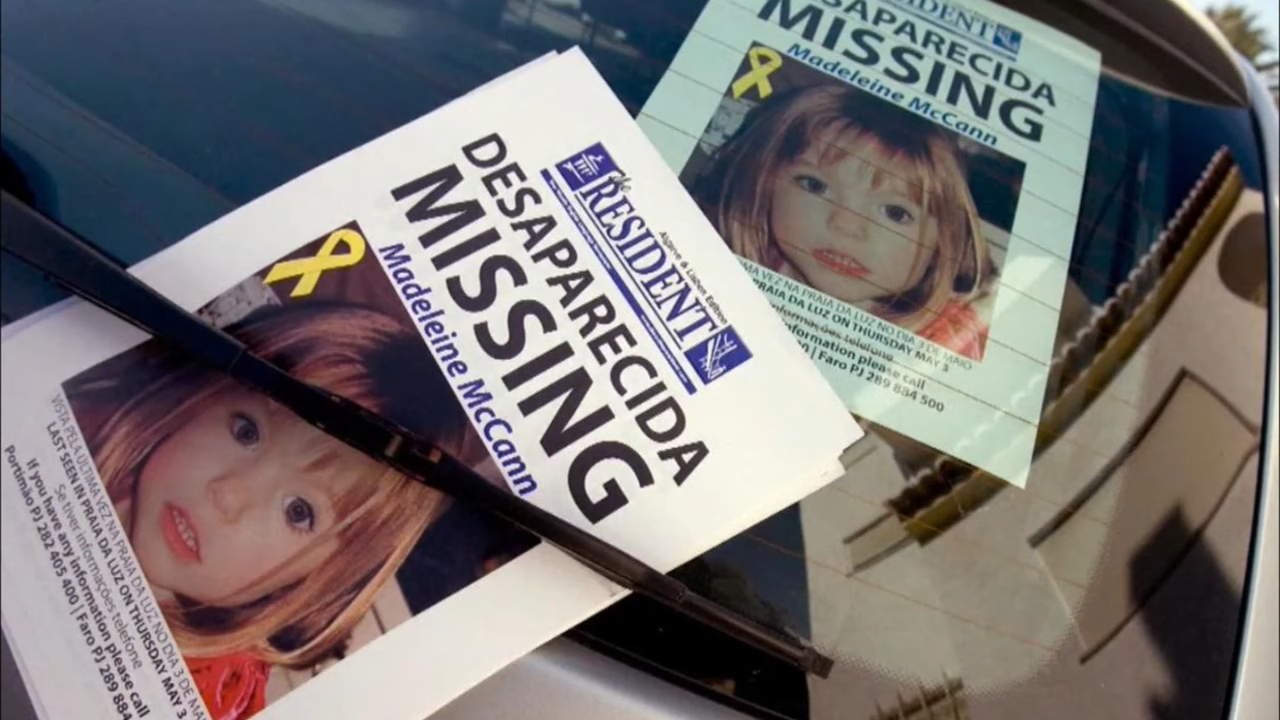 the RESIDENT
Algarve & Lisbon Edition
DESAPARECIDA
MISSING
Madeleine McCann
VISTA PELA ÚLTIMA VEZ NA PRAIA DA LUZ NO DIA 3 DE MA
LAST SEEN IN PRAIA DA LUZ ON THURSDAY MAY 3
Se tiver informações telefone
If you have any information please call
Portimão PJ 282 405 400 | Faro PJ 289 884
SIDENT
SAPARECIDA
MISSING
Madeleine McCann
MA VEZ NA PRAIA DA LUZ NO DIA 3 DE MAIO
PRAIA DA LUZ ON THURSDAY MAY 3
informações telefone
information please call
| Faro PJ 289 884 500